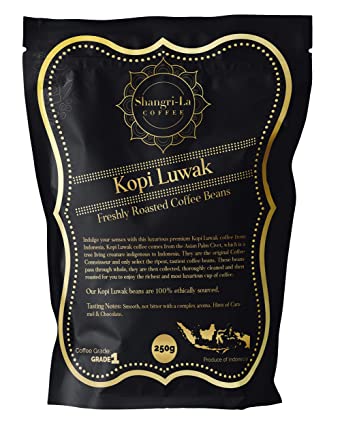 Shangri-La
COFFEE
Kopi Luwak
Freshly Roasted Coffee Beans
Indulge your senses with this luxurious premium Kopi Luwak coffee from
Indonesia. Kopi Luwak coffee comes from the Asian Palm Civet, which is a
tree living creature indigenous to Indonesia. They are the original Coffee
Connoisseur and only select the ripest, tastiest coffee beans. These beans
pass through whole, they are then collected, thoroughly cleaned and then
roasted for you to enjoy the richest and most luxurious cup of coffee.
Our Kopi Luwak beans are 100% ethically sourced.
Tasting Notes: Smooth, not bitter with a complex aroma. Hints of Cara
mel & Chocolate.
Coffee Grade:
GRADE 1
250g
Produce of Indonesia